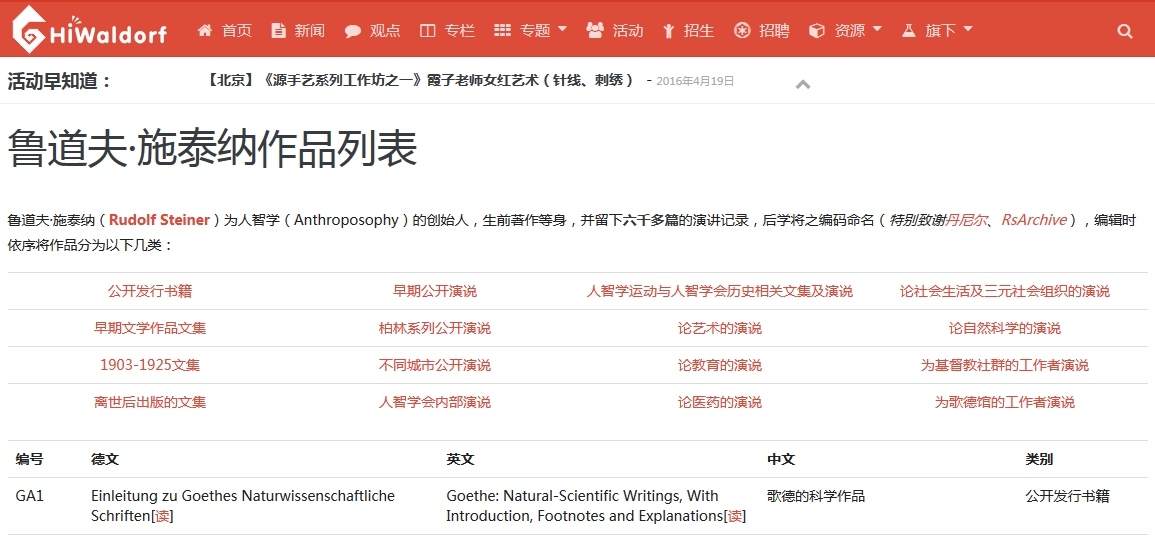 HiWaldorf 首页 新闻 观点 专栏 专题 活动 招生 招聘 资源 旗下
活动早知道： 【北京】《源手艺系列工作坊之一》霞子老师女红艺术（针线、刺绣） - 2016年4月19日
鲁道夫·施泰纳作品列表
鲁道夫·施泰纳（Rudolf Steiner）为人智学（Anthroposophy）的创始人，生前著作等身，并留下六千多篇的演讲记录，后学将之编码命名（特别致谢丹尼尔、RsArchive），编辑时
依序将作品分为以下几类：
公开发行书籍 早期公开演说 人智学运动与人智学会历史相关文集及演说 论社会生活及三元社会组织的演说
早期文学作品文集 柏林系列公开演说 论艺术的演说 论自然科学的演说
1903-1925文集 不同城市公开演说 论教育的演说 为基督教社群的工作者演说
离世后出版的文集 人智学会内部演说 论医药的演说 为歌德馆的工作者演说
编号 德文 英文 中文 类别
GA1 Einleitung zu Goethes Naturwissenschaftliche Goethe: Natural-Scientific Writings, With 歌德的科学作品 公开发行书籍
Schriften[读] Introduction, Footnotes and Explanations[读]